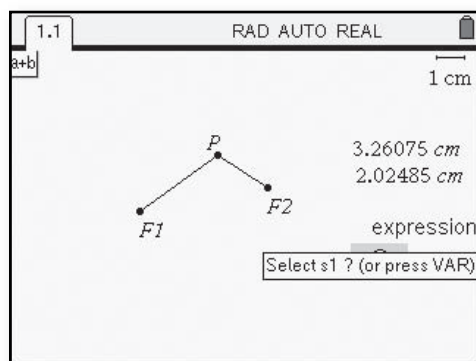 1.1 RAD AUTO REAL
a+b
1 cm
P
3.26075 cm
2.02485 cm
F2
F1
expression
Select s1 ? (or press VAR)